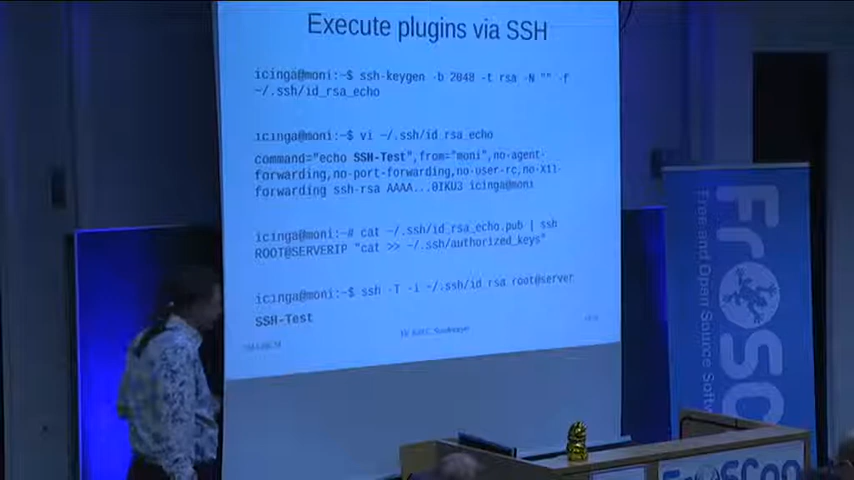 Execute plugins via SSH
icinga@moni:~$ ssh-keygen -b 2048 -t rsa -N "" -f
~/.ssh/id_rsa_echo
icinga@moni:~$ vi ~/.ssh/id_rsa_echo
command="echo SSH-Test",from="moni",no-agent-
forwarding,no-port-forwarding,no-user-rc,no-X11-
forwarding ssh-rsa AAAA...0IKU3 icinga@moni
icinga@moni:~# cat ~/.ssh/id_rsa_echo.pub | ssh
ROOT@SERVERIP "cat >> ~/.ssh/authorized_keys"
icinga@moni:~$ ssh -T -i ~/.ssh/id_rsa root@server
SSH-Test
Free and Open Source Software
FrOSC
FrOSCon